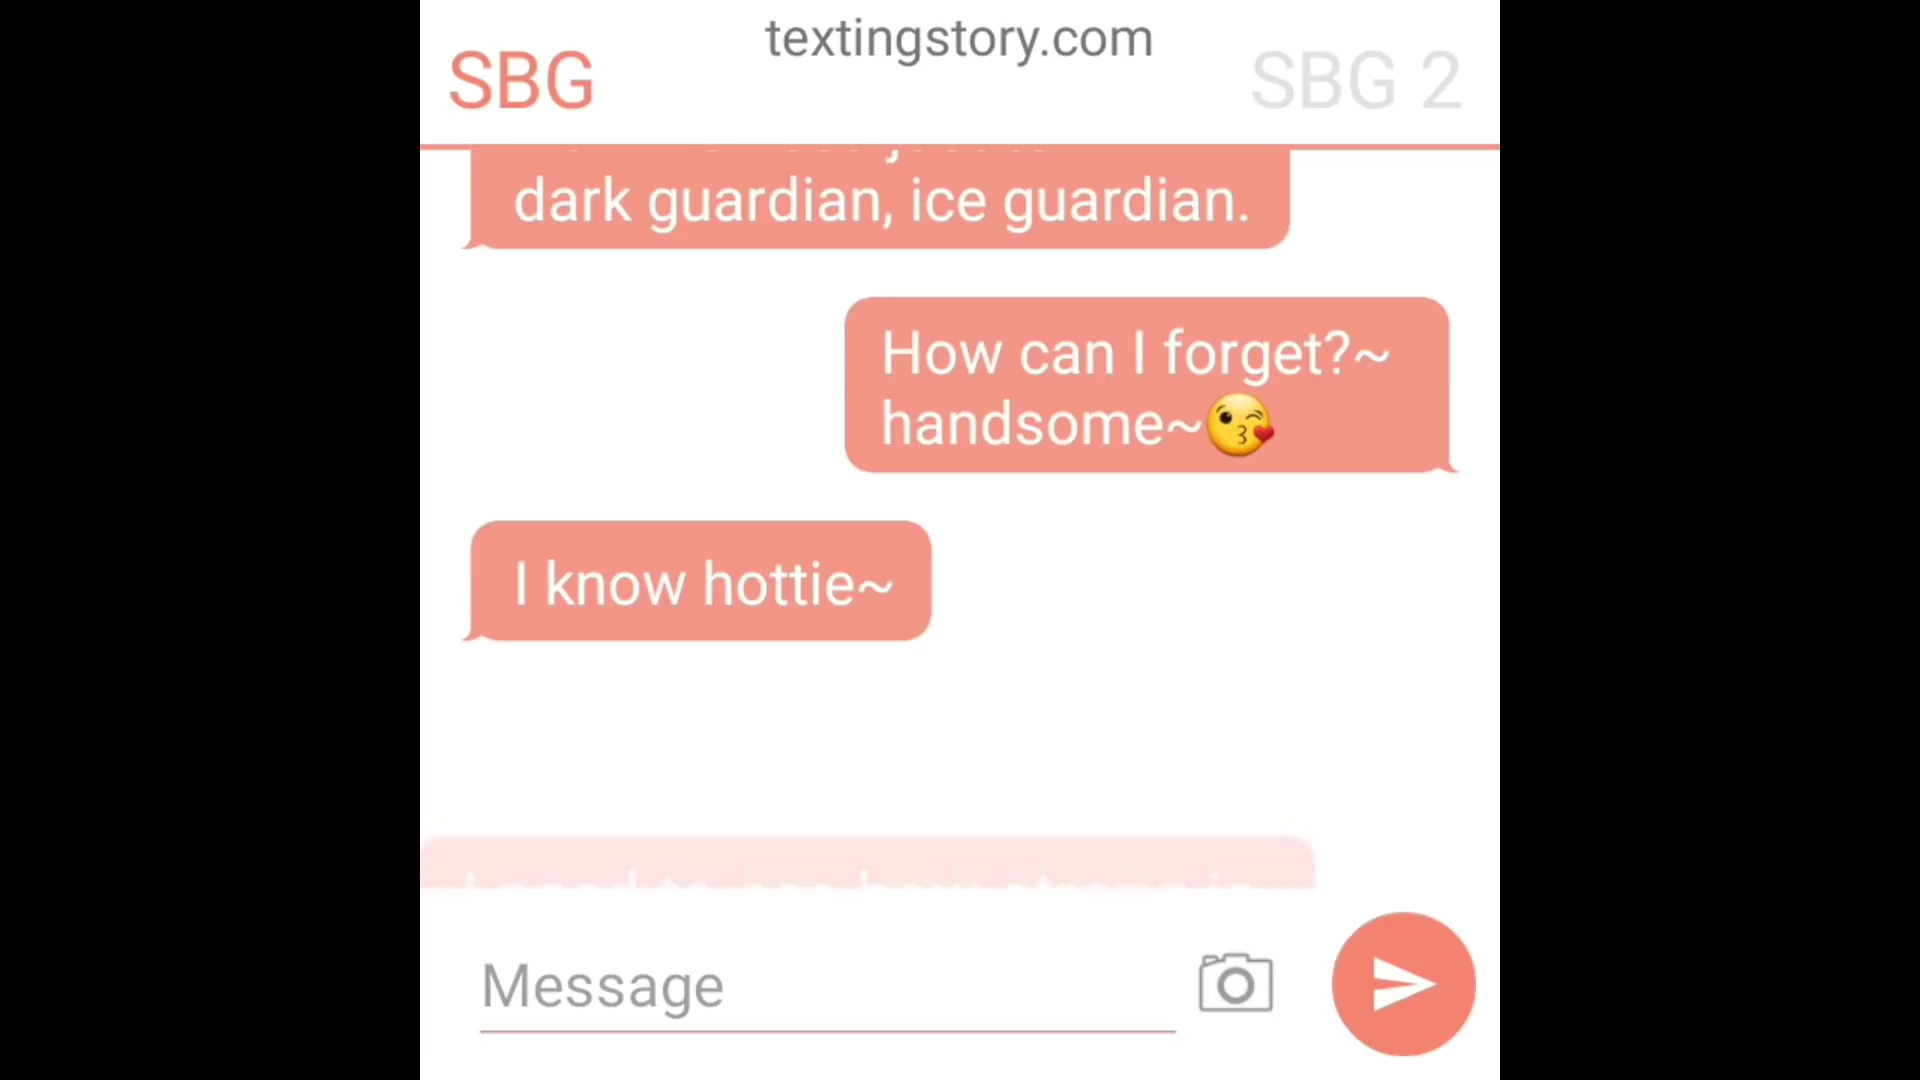 textingstory.com
SBG
SBG 2
dark guardian, ice guardian.
How can I forget?~
handsome~😘
I know hottie~
Message